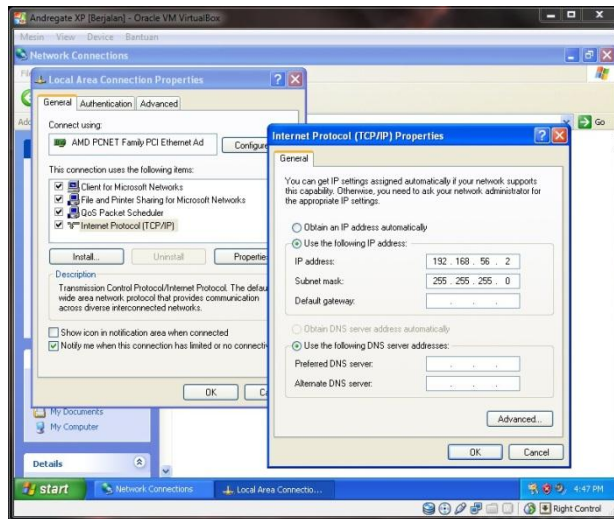 Andregate XP [Berjalan] - Oracle VM VirtualBox
Mesin View Device Bantuan
Network Connections
Local Area Connection Properties
General Authentication Advanced
Connect using:
AMD PCNET Family PCI Ethernet Ad
Configure
This connection uses the following items:
Client for Microsoft Networks
File and Printer Sharing for Microsoft Networks
QoS Packet Scheduler
Internet Protocol (TCP/IP)
Install... Uninstall Propertie
Description
Transmission Control Protocol/Internet Protocol. The defau
wide area network protocol that provides communication
across diverse interconnected networks.
Show icon in notification area when connected
Notify me when this connection has limited or no connectiv
OK
Go
Internet Protocol (TCP/IP) Properties
General
You can get IP settings assigned automatically if your network supports
this capability. Otherwise, you need to ask your network administrator for
the appropriate IP settings.
Obtain an IP address automatically
Use the following IP address:
IP address: 192 . 168 . 56 . 2
Subnet mask: 255 . 255 . 255 . 0
Default gateway: . . .
Obtain DNS server address automatically
Use the following DNS server addresses:
Preferred DNS server: . . .
Alternate DNS server: . . .
Advanced...
OK Cancel
My Documents
My Computer
Details
start Network Connections Local Area Connectio... 4:47 PM
Right Control